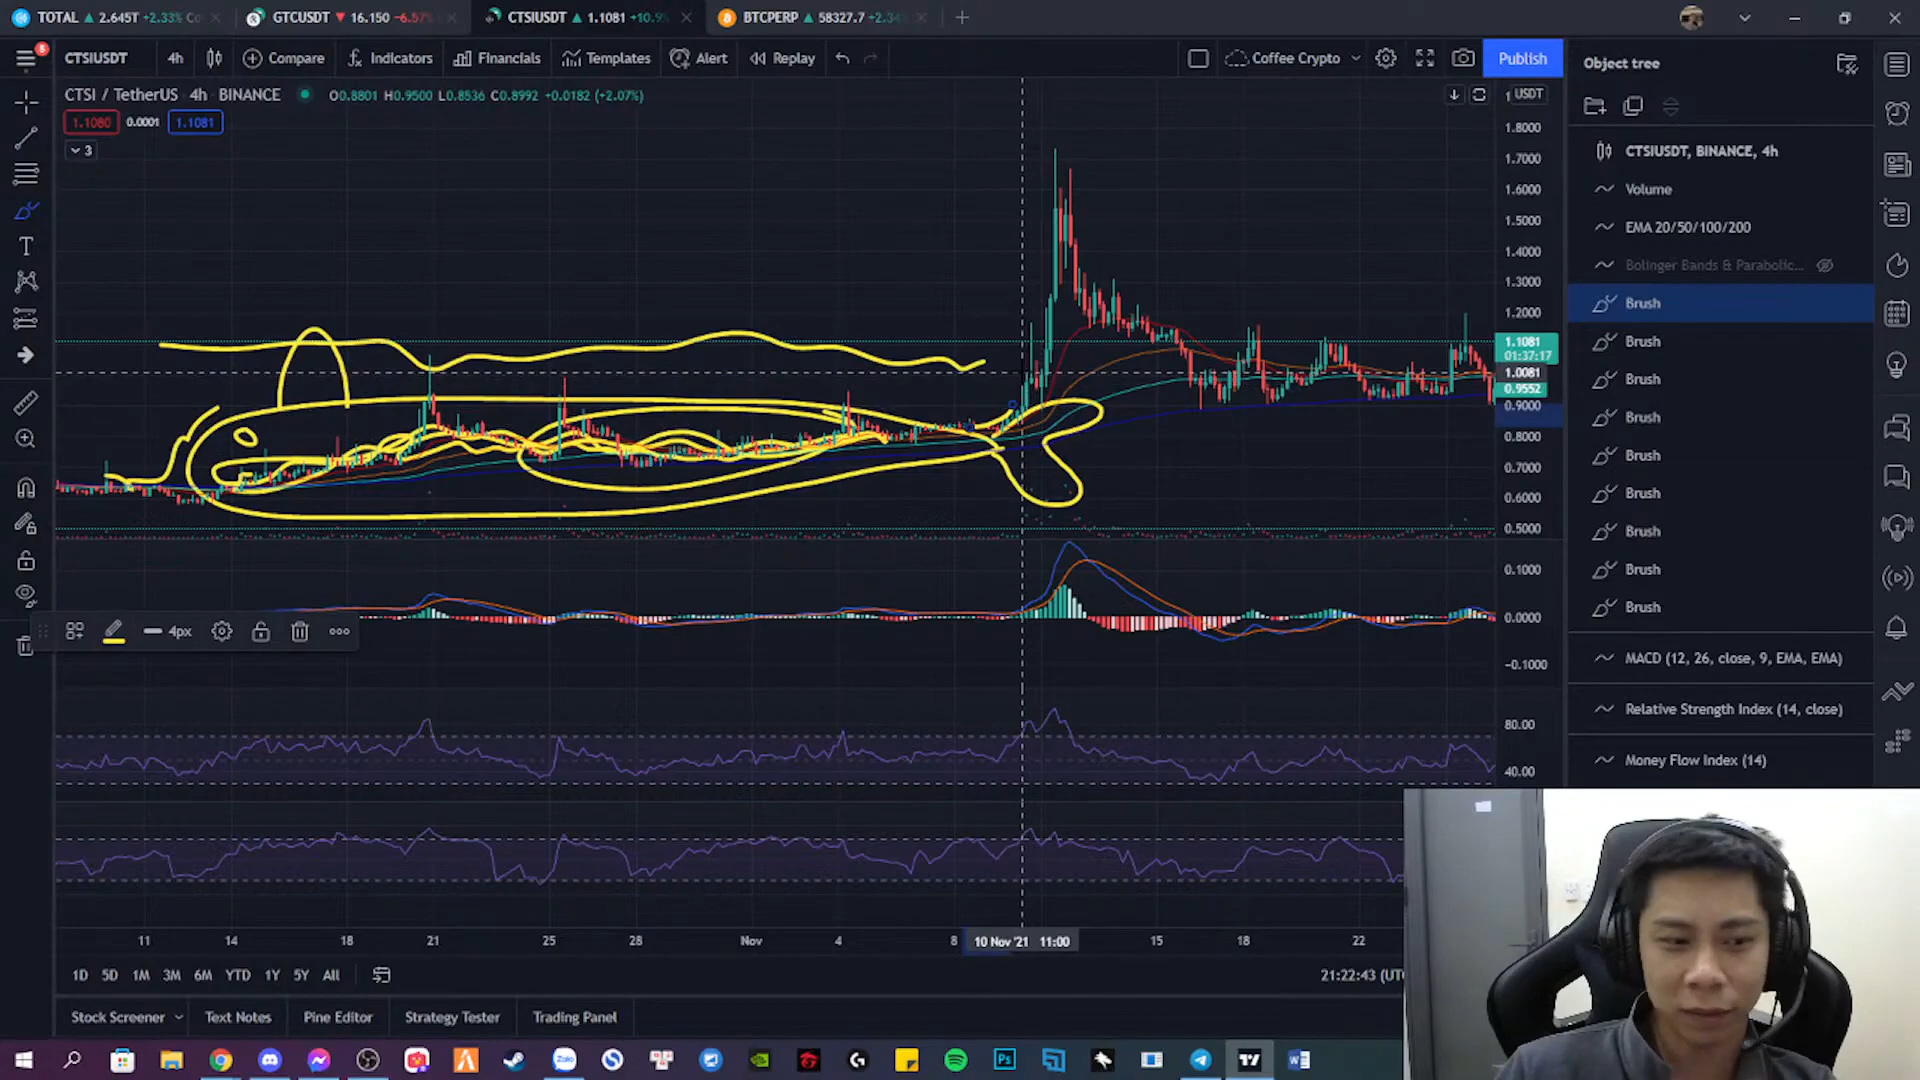 TOTAL ▲ 2.645T +2.33% Co
GTCUSDT ▼ 16.150 -6.57%
CTSIUSDT ▲ 1.1081 +10.9%
BTCPERP ▲ 58327.7 +2.34%
8
CTSIUSDT
4h
Compare
Indicators
Financials
Templates
Alert
Replay
Coffee Crypto
Publish
CTSI / TetherUS 4h BINANCE O0.8801 H0.9500 L0.8536 C0.8992 +0.0182 (+2.07%)
1.1080 0.0001 1.1081
3
USDT
1.8000
1.7000
1.6000
1.5000
1.4000
1.3000
1.2000
1.1081
01:37:17
1.0081
0.9552
0.9000
0.8000
0.7000
0.6000
0.5000
0.1000
0.0000
−0.1000
80.00
40.00
4px
11 14 18 21 25 28 Nov 4 8 10 Nov '21 11:00 15 18 22
1D 5D 1M 3M 6M YTD 1Y 5Y All
21:22:43 (UTC
Stock Screener
Text Notes
Pine Editor
Strategy Tester
Trading Panel
Object tree
CTSIUSDT, BINANCE, 4h
Volume
EMA 20/50/100/200
Bolinger Bands & Parabolic...
Brush
Brush
Brush
Brush
Brush
Brush
Brush
Brush
Brush
MACD (12, 26, close, 9, EMA, EMA)
Relative Strength Index (14, close)
Money Flow Index (14)
Zalo
Ps